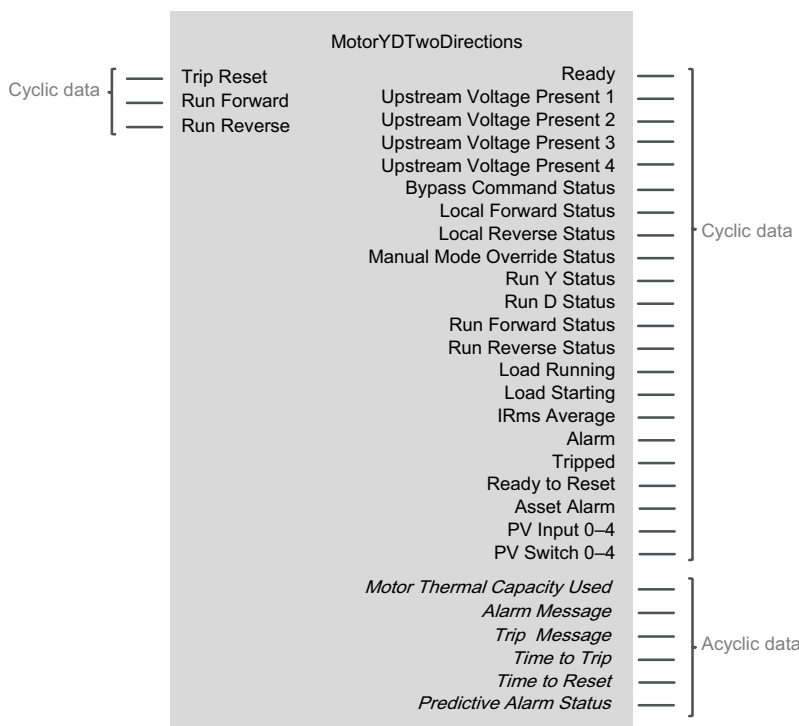 MotorYDTwoDirections
Cyclic data
Trip Reset
Run Forward
Run Reverse
Ready
Upstream Voltage Present 1
Upstream Voltage Present 2
Upstream Voltage Present 3
Upstream Voltage Present 4
Bypass Command Status
Local Forward Status
Local Reverse Status
Manual Mode Override Status
Run Y Status
Run D Status
Run Forward Status
Run Reverse Status
Load Running
Load Starting
IRms Average
Alarm
Tripped
Ready to Reset
Asset Alarm
PV Input 0–4
PV Switch 0–4
Cyclic data
Motor Thermal Capacity Used
Alarm Message
Trip Message
Time to Trip
Time to Reset
Predictive Alarm Status
Acyclic data